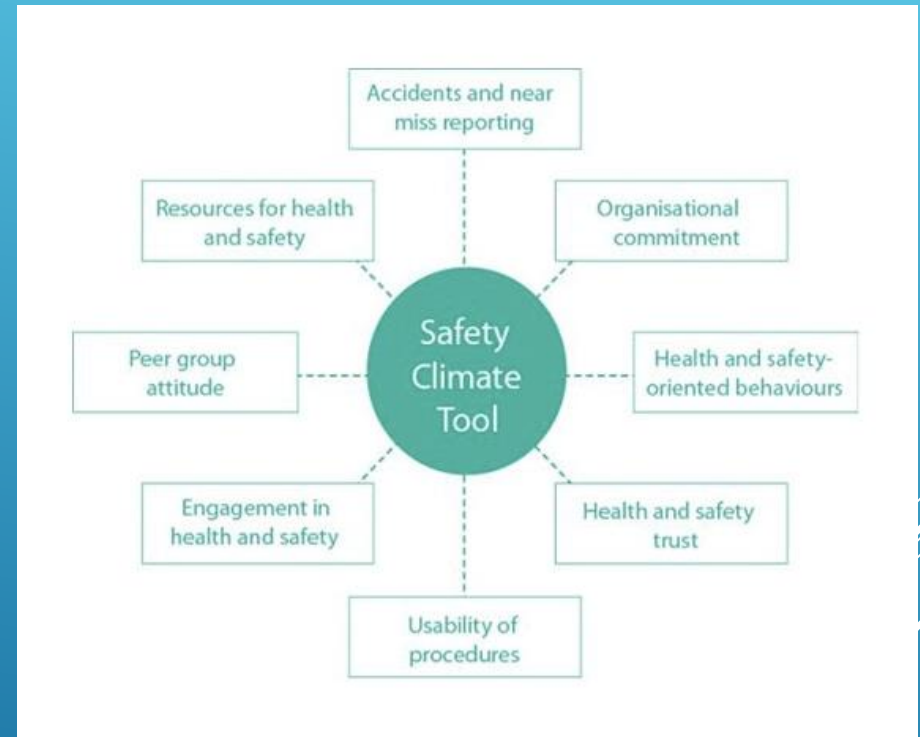 Accidents and near
miss reporting
Resources for health
and safety
Organisational
commitment
Safety
Climate
Tool
Peer group
attitude
Health and safety-
oriented behaviours
Engagement in
health and safety
Health and safety
trust
Usability of
procedures